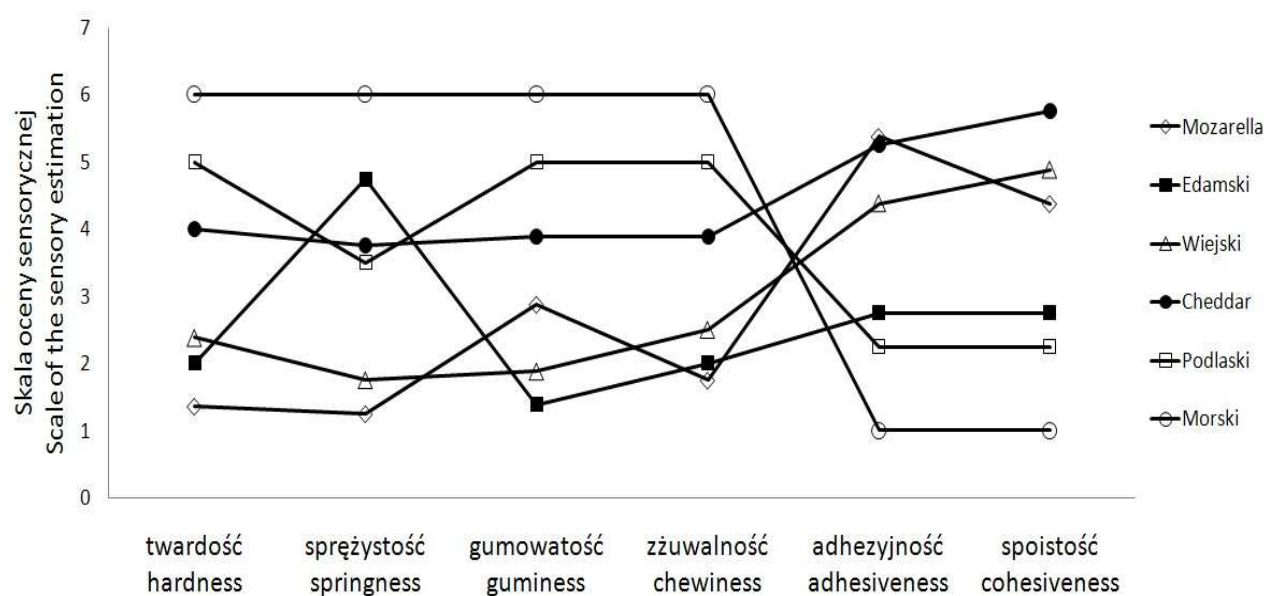 Skala oceny sensorycznej
Scale of the sensory estimation
7
6
5
4
3
2
1
0
twardość
hardness
sprężystość
springness
gumowatość
guminess
zżuwalność
chewiness
adhezyjność
adhesiveness
spoistość
cohesiveness
Mozarella
Edamski
Wiejski
Cheddar
Podlaski
Morski